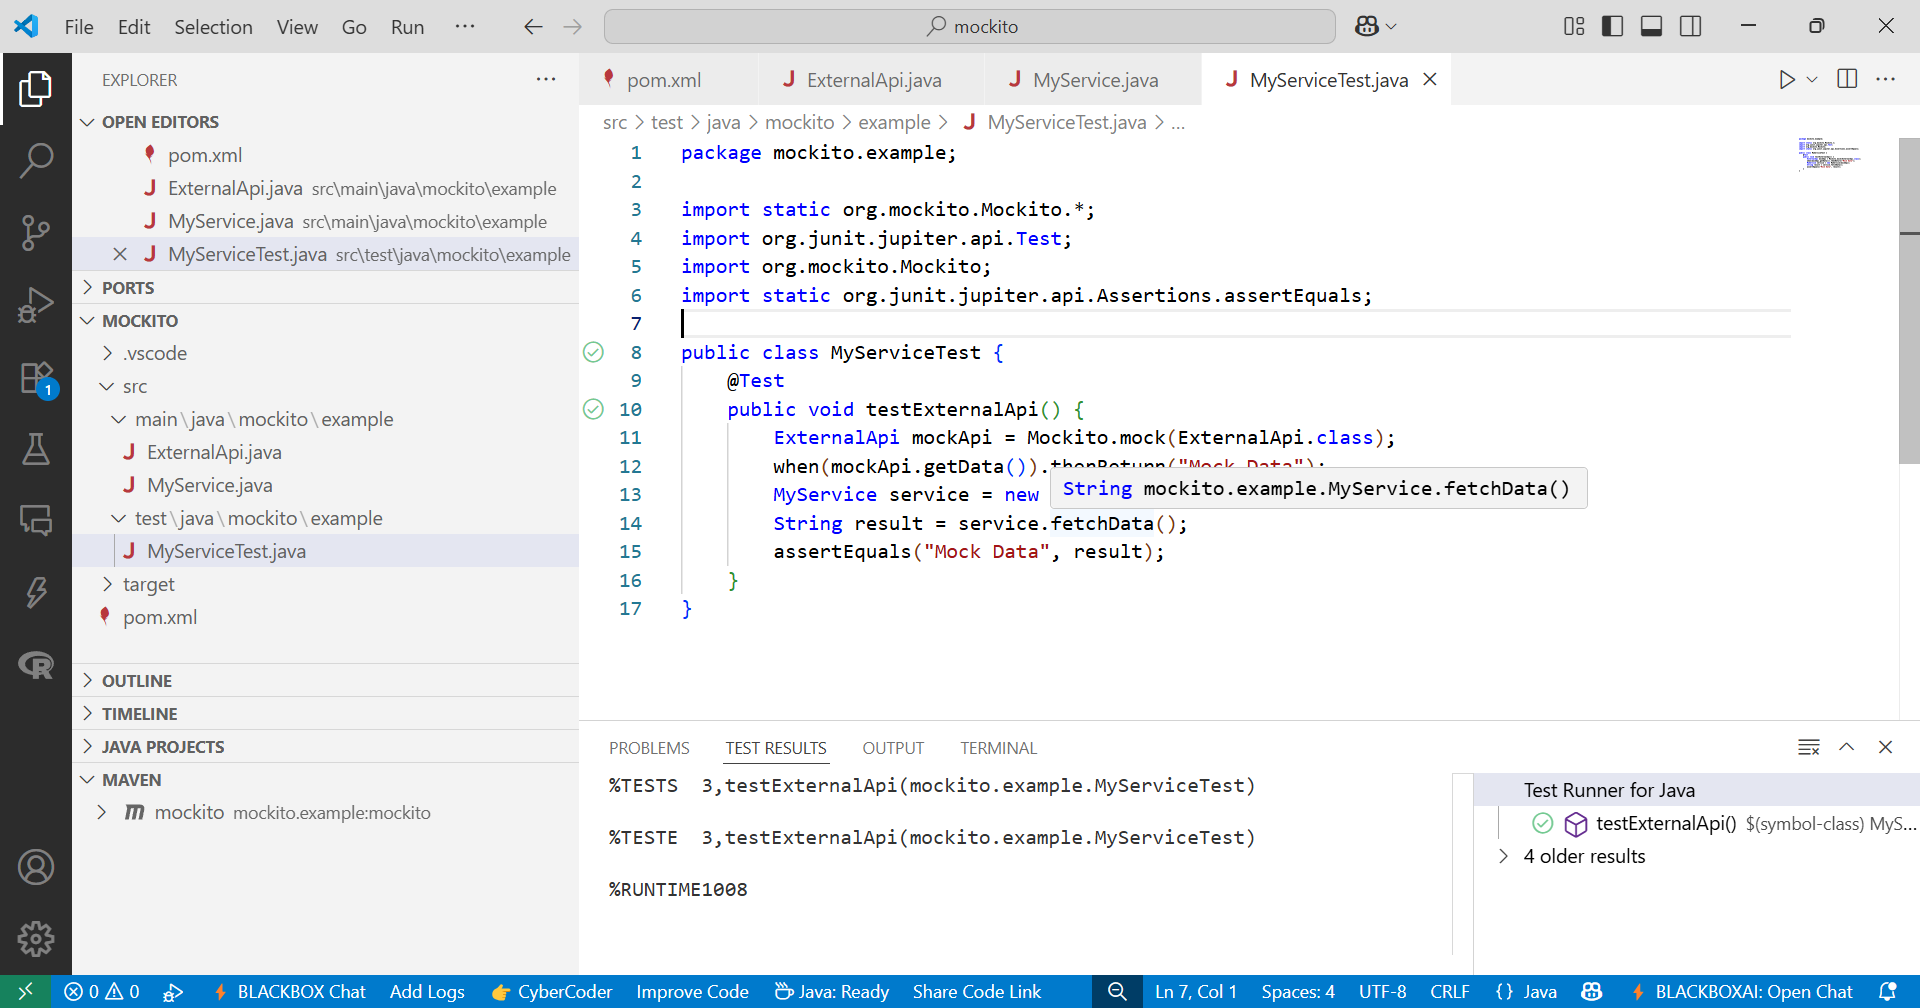 File Edit Selection View Go Run ··· mockito
EXPLORER ···
OPEN EDITORS
pom.xml
ExternalApi.java src\main\java\mockito\example
MyService.java src\main\java\mockito\example
MyServiceTest.java src\test\java\mockito\example
PORTS
MOCKITO
.vscode
src
main\java\mockito\example
ExternalApi.java
MyService.java
test\java\mockito\example
MyServiceTest.java
target
pom.xml
OUTLINE
TIMELINE
JAVA PROJECTS
MAVEN
mockito mockito.example:mockito
1
pom.xml ExternalApi.java MyService.java MyServiceTest.java
src > test > java > mockito > example > MyServiceTest.java > ...
1 package mockito.example;
2
3 import static org.mockito.Mockito.*;
4 import org.junit.jupiter.api.Test;
5 import org.mockito.Mockito;
6 import static org.junit.jupiter.api.Assertions.assertEquals;
7
8 public class MyServiceTest {
9 @Test
10 public void testExternalApi() {
11 ExternalApi mockApi = Mockito.mock(ExternalApi.class);
12 when(mockApi.getData()).thenReturn("Mock Data");
13 MyService service = new
String mockito.example.MyService.fetchData()
14 String result = service.fetchData();
15 assertEquals("Mock Data", result);
16 }
17 }
PROBLEMS TEST RESULTS OUTPUT TERMINAL
%TESTS 3,testExternalApi(mockito.example.MyServiceTest)
%TESTE 3,testExternalApi(mockito.example.MyServiceTest)
%RUNTIME1008
Test Runner for Java
testExternalApi() $(symbol-class) MyS...
4 older results
0 0 BLACKBOX Chat Add Logs CyberCoder Improve Code Java: Ready Share Code Link Ln 7, Col 1 Spaces: 4 UTF-8 CRLF {} Java BLACKBOXAI: Open Chat